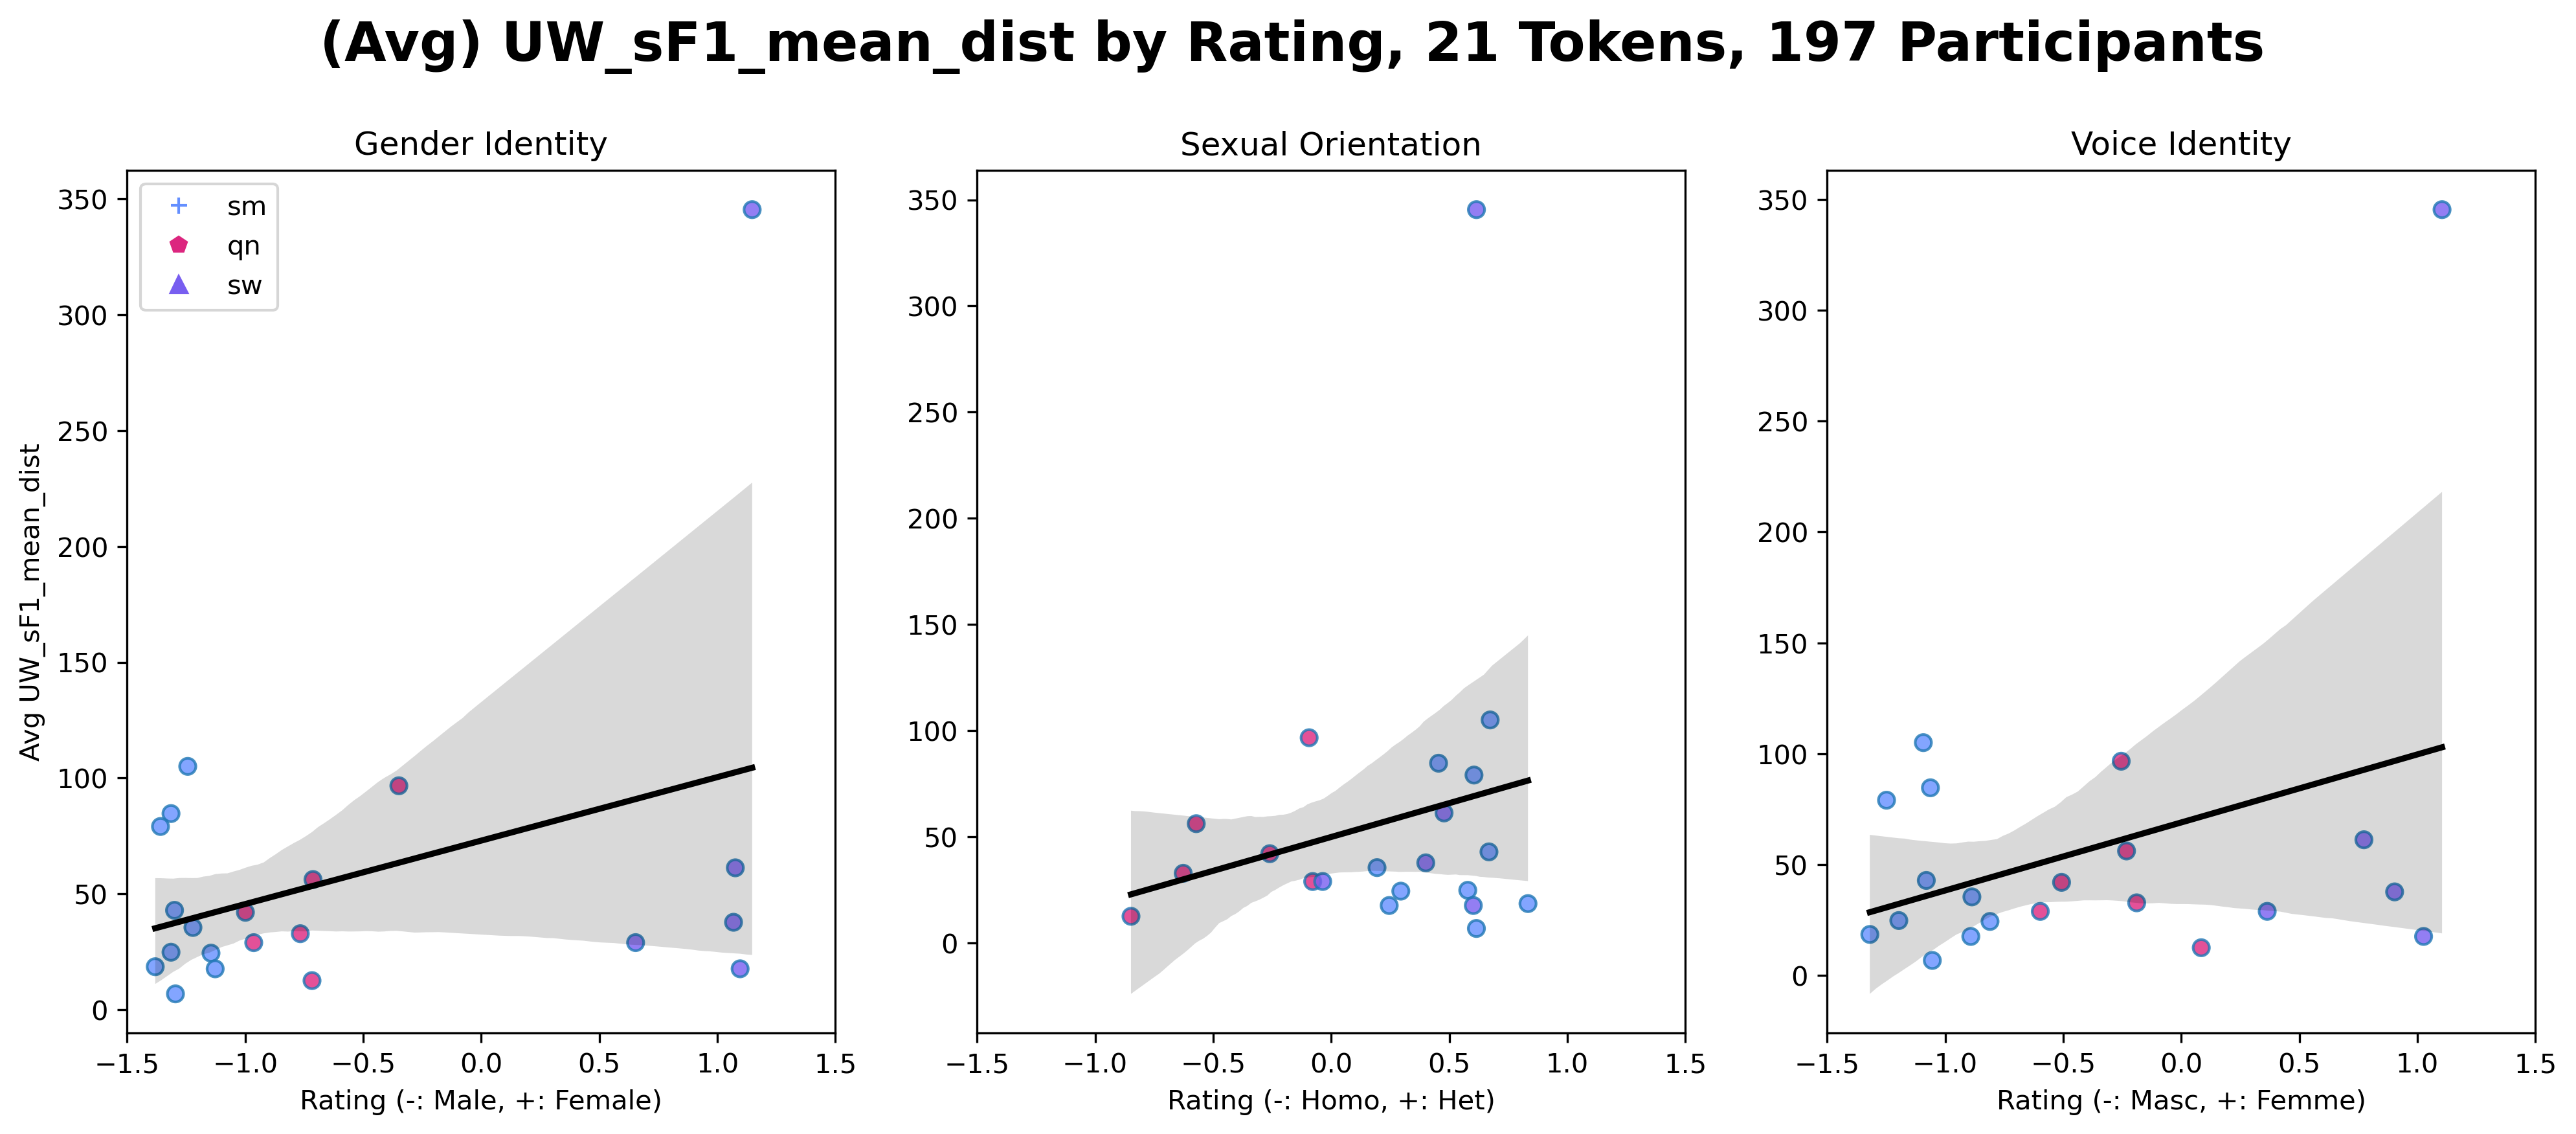 (Avg) UW_sF1_mean_dist by Rating, 21 Tokens, 197 Participants
Gender Identity
Sexual Orientation
Voice Identity
Avg UW_sF1_mean_dist
350
300
250
200
150
100
50
0
sm
qn
sw
−1.5 −1.0 −0.5 0.0 0.5 1.0 1.5
Rating (-: Male, +: Female)
350
300
250
200
150
100
50
0
−1.5 −1.0 −0.5 0.0 0.5 1.0 1.5
Rating (-: Homo, +: Het)
350
300
250
200
150
100
50
0
−1.5 −1.0 −0.5 0.0 0.5 1.0 1.5
Rating (-: Masc, +: Femme)